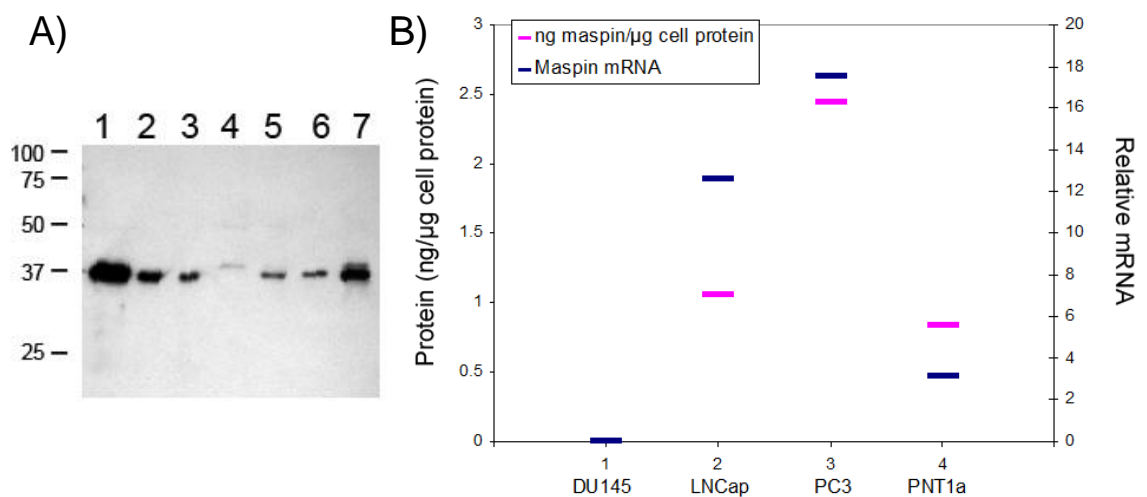 A)
1 2 3 4 5 6 7
100
75
50
37
25
B)
ng maspin/µg cell protein
Maspin mRNA
Protein (ng/µg cell protein)
3
2.5
2
1.5
1
0.5
0
Relative mRNA
20
18
16
14
12
10
8
6
4
2
0
1 2 3 4
DU145 LNCap PC3 PNT1a